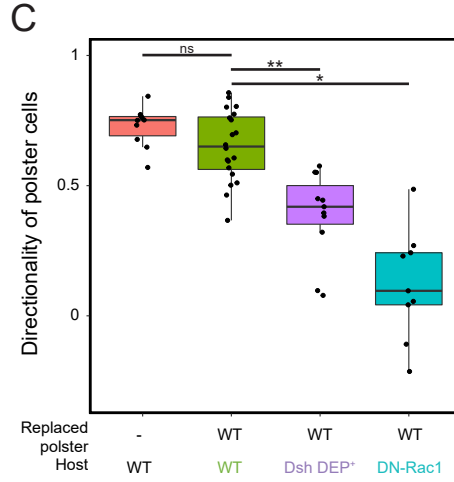 C
ns
**
*
Directionality of polster cells
1
0.5
0
Replaced polster - WT WT WT
Host WT WT Dsh DEP⁺ DN-Rac1